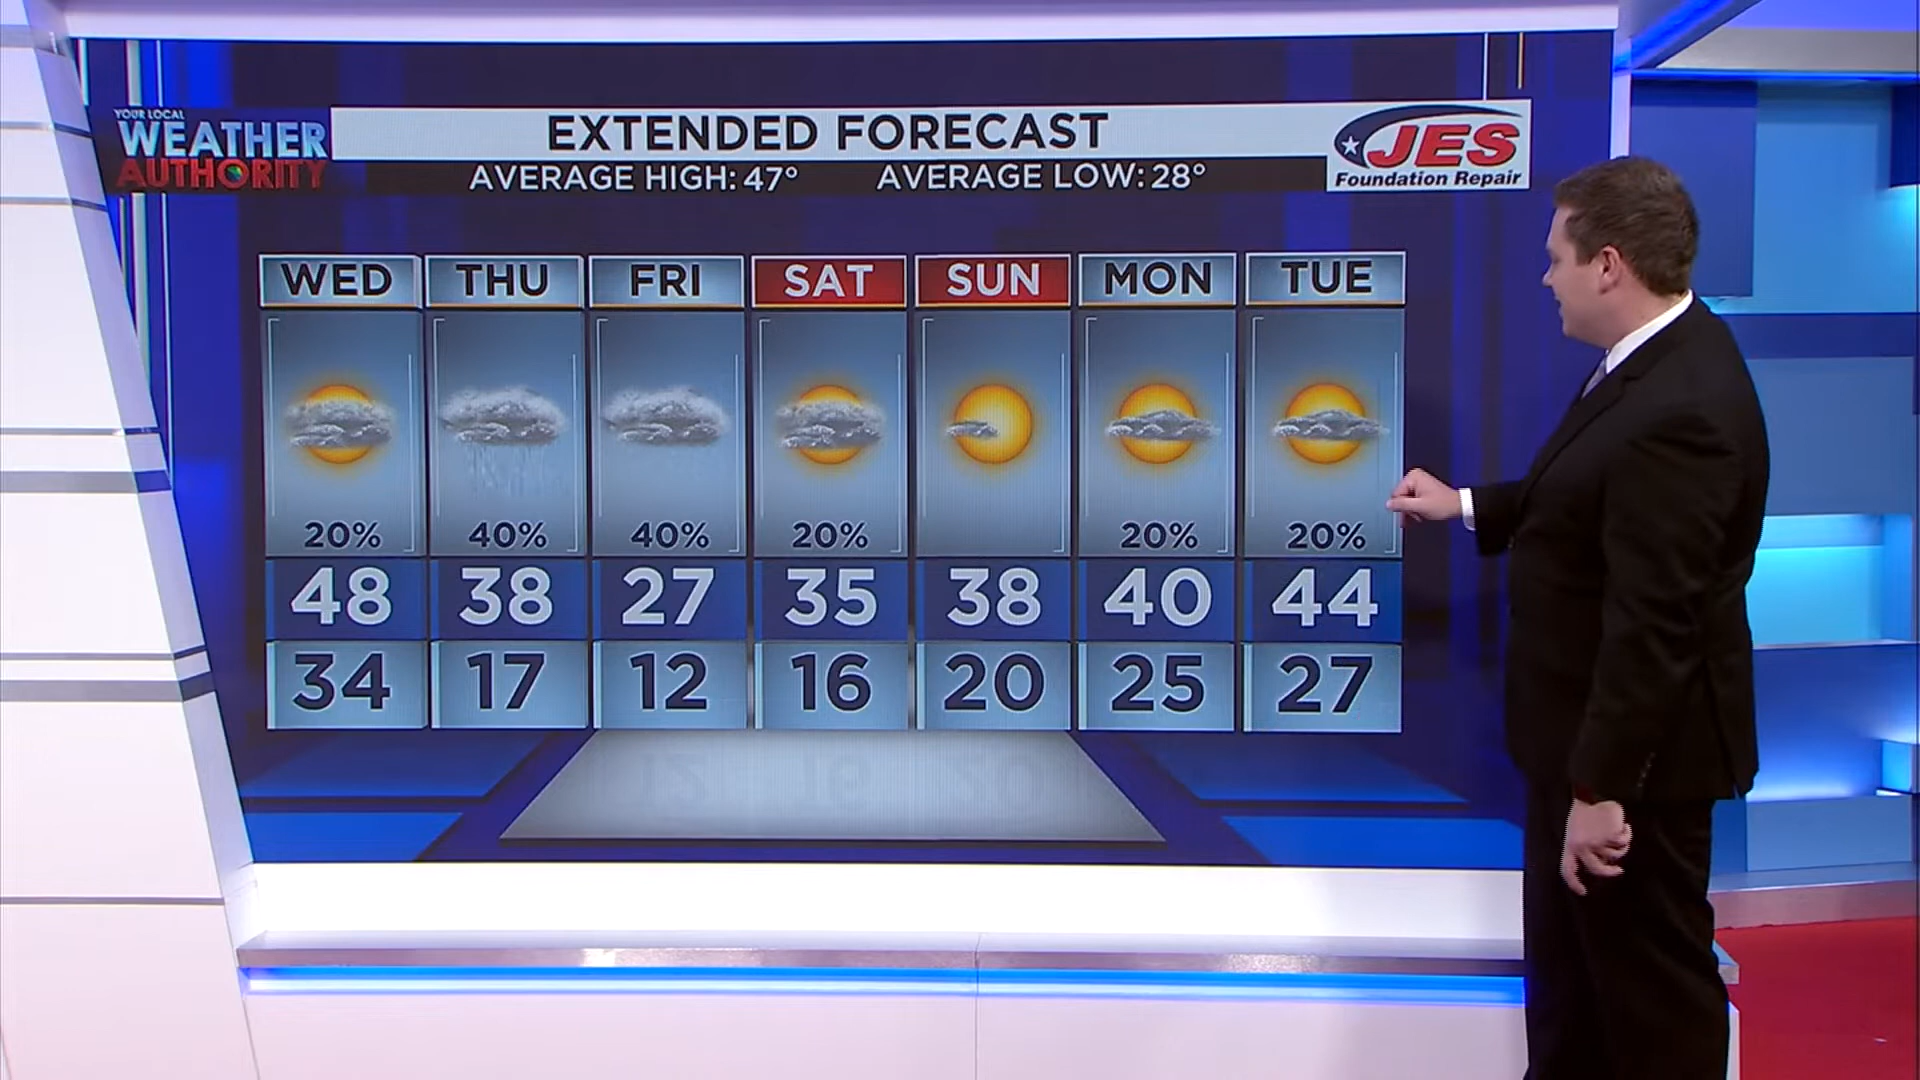 YOUR LOCAL
WEATHER
AUTHORITY
EXTENDED FORECAST
AVERAGE HIGH: 47° AVERAGE LOW: 28°
JES
Foundation Repair
WED THU FRI SAT SUN MON TUE
20% 40% 40% 20% 20% 20%
48 38 27 35 38 40 44
34 17 12 16 20 25 27